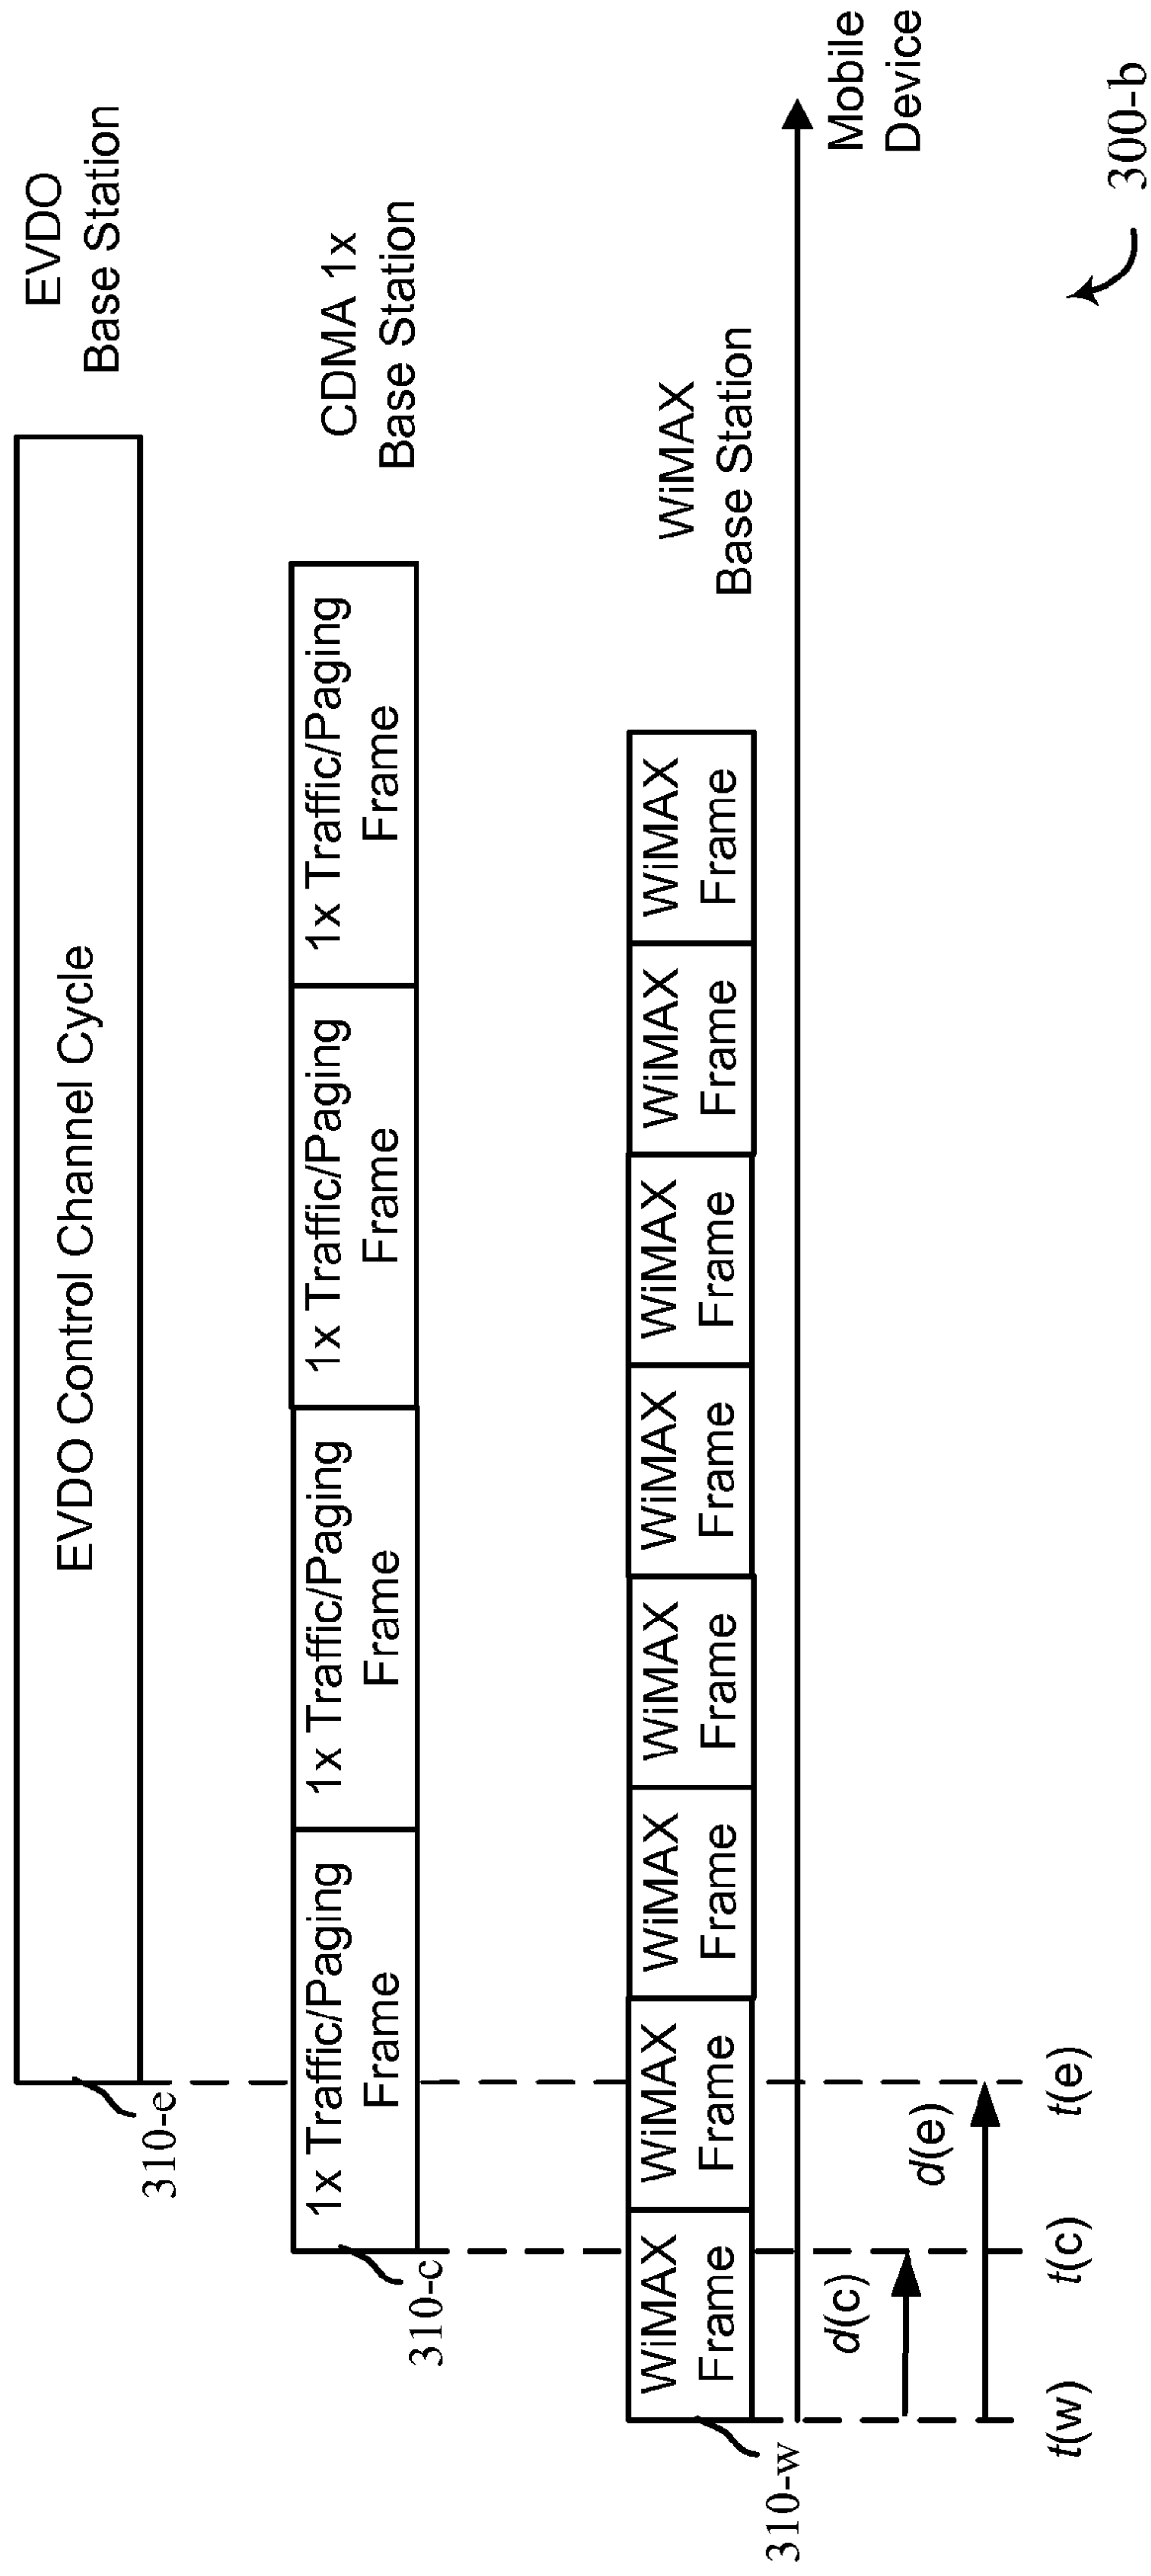 EVDO
Base Station
EVDO Control Channel Cycle
310-e
CDMA 1x
Base Station
1x Traffic/Paging
Frame
1x Traffic/Paging
Frame
1x Traffic/Paging
Frame
1x Traffic/Paging
Frame
310-c
WiMAX
Base Station
WiMAX
Frame
WiMAX
Frame
WiMAX
Frame
WiMAX
Frame
WiMAX
Frame
WiMAX
Frame
WiMAX
Frame
WiMAX
Frame
310-w
Mobile
Device
d(c)
d(e)
t(w)
t(c)
t(e)
300-b